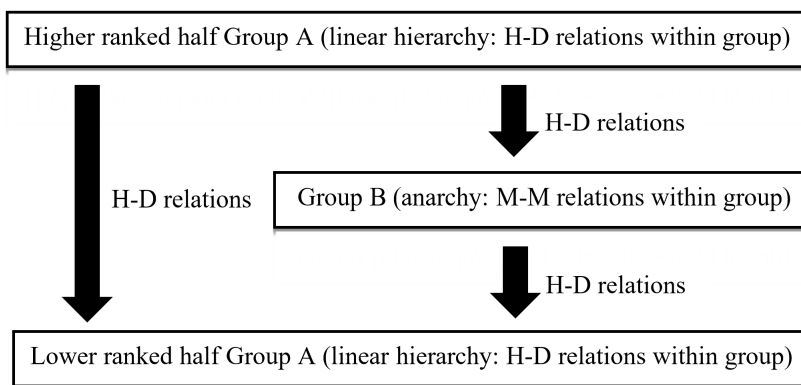 Higher ranked half Group A (linear hierarchy: H-D relations within group)
H-D relations
H-D relations
Group B (anarchy: M-M relations within group)
H-D relations
Lower ranked half Group A (linear hierarchy: H-D relations within group)